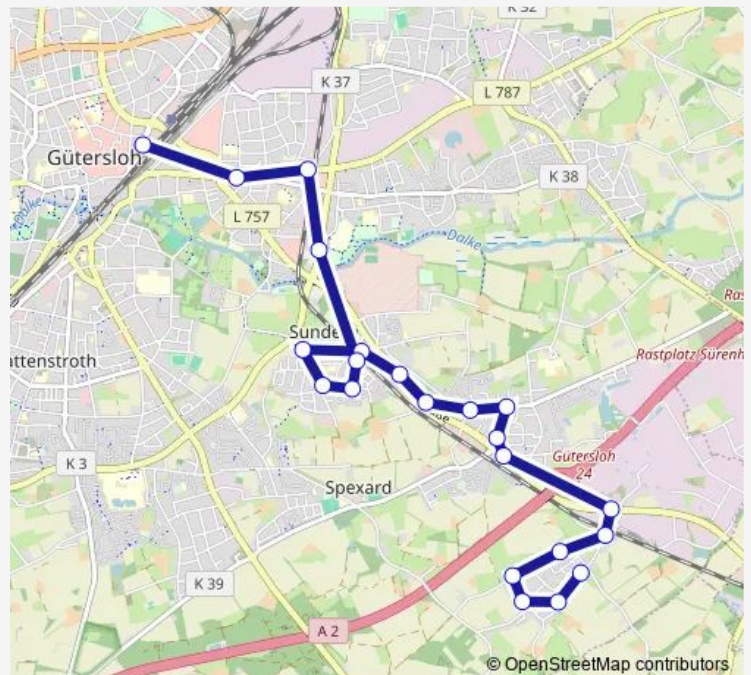 K 32
K 37
L 787
Gütersloh
K 38
L 757
Dalke
Dalke
Sunde
attenstroth
Rastplatz Sürenh
K 3
Gütersloh
24
Spexard
K 39
A 2
© OpenStreetMap contributors